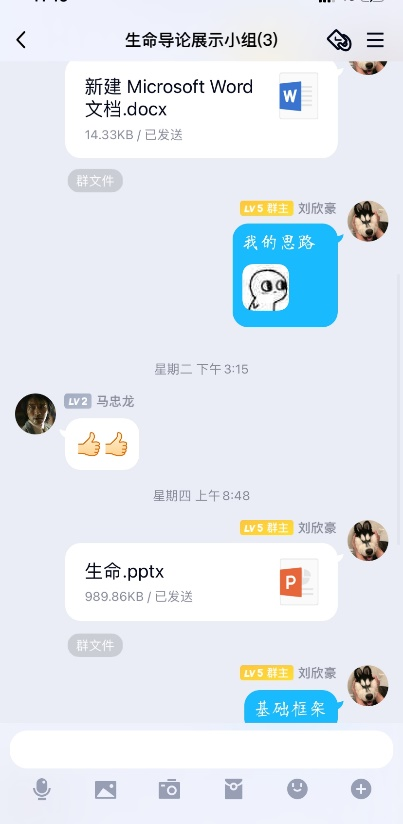 生命导论展示小组(3)
新建 Microsoft Word
文档.docx
14.33KB / 已发送
W
群文件
LV5 群主 刘欣豪
我的思路
星期二 下午3:15
LV2 马忠龙
星期四 上午8:48
LV5 群主 刘欣豪
生命.pptx
989.86KB / 已发送
P
群文件
LV5 群主 刘欣豪
基础框架